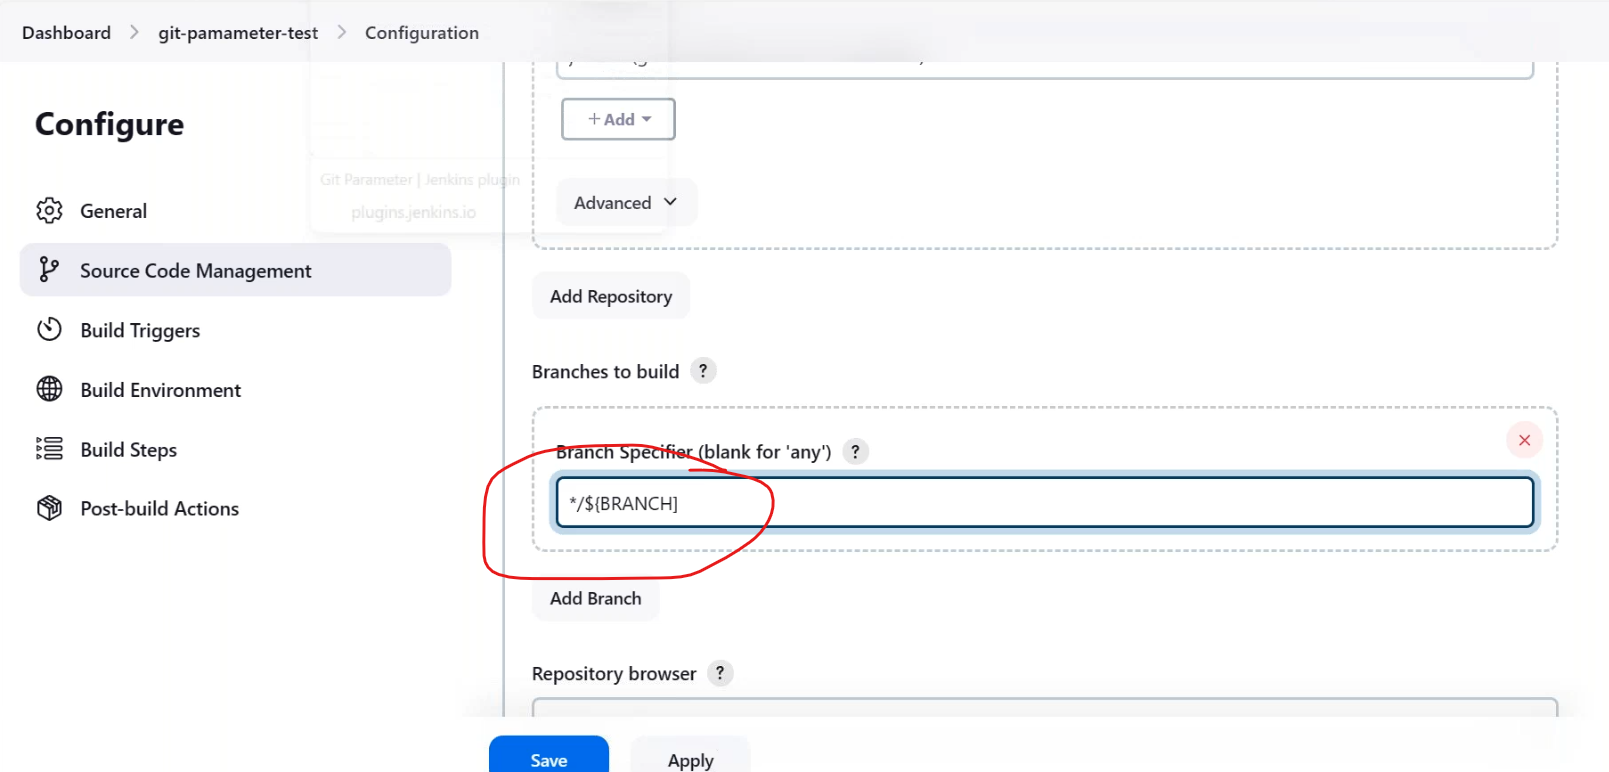 Dashboard > git-pamameter-test > Configuration
Configure
+ Add
Git Parameter | Jenkins plugin
plugins.jenkins.io
Advanced
General
Source Code Management
Add Repository
Build Triggers
Branches to build ?
Build Environment
Build Steps
Branch Specifier (blank for 'any') ?
*/${BRANCH]
Post-build Actions
Add Branch
Repository browser ?
Save
Apply